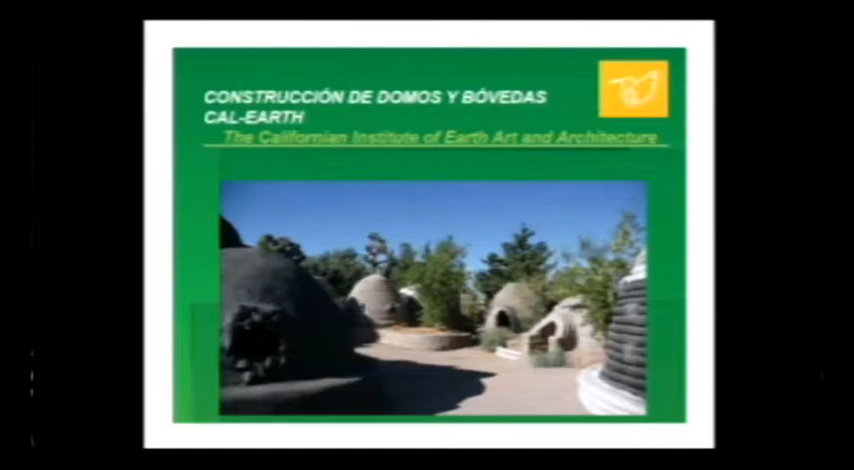 CONSTRUCCIÓN DE DOMOS Y BÓVEDAS
CAL-EARTH
The Californian Institute of Earth Art and Architecture